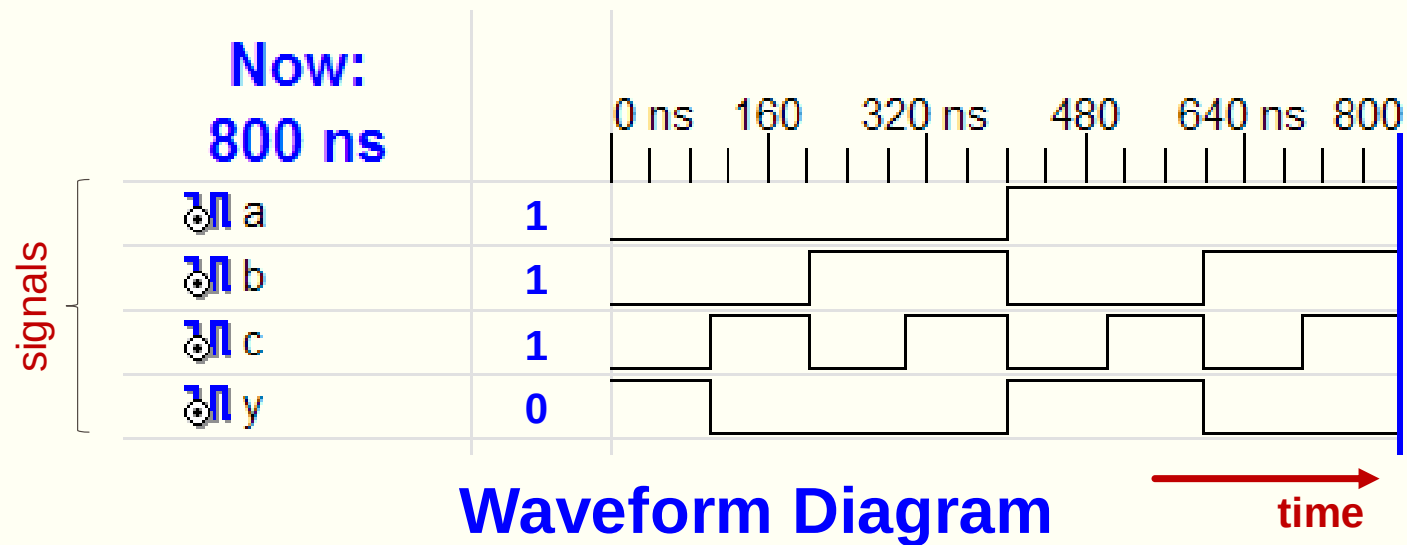 Now:
800 ns
0 ns 160 320 ns 480 640 ns 800
signals
a 1
b 1
c 1
y 0
Waveform Diagram
time